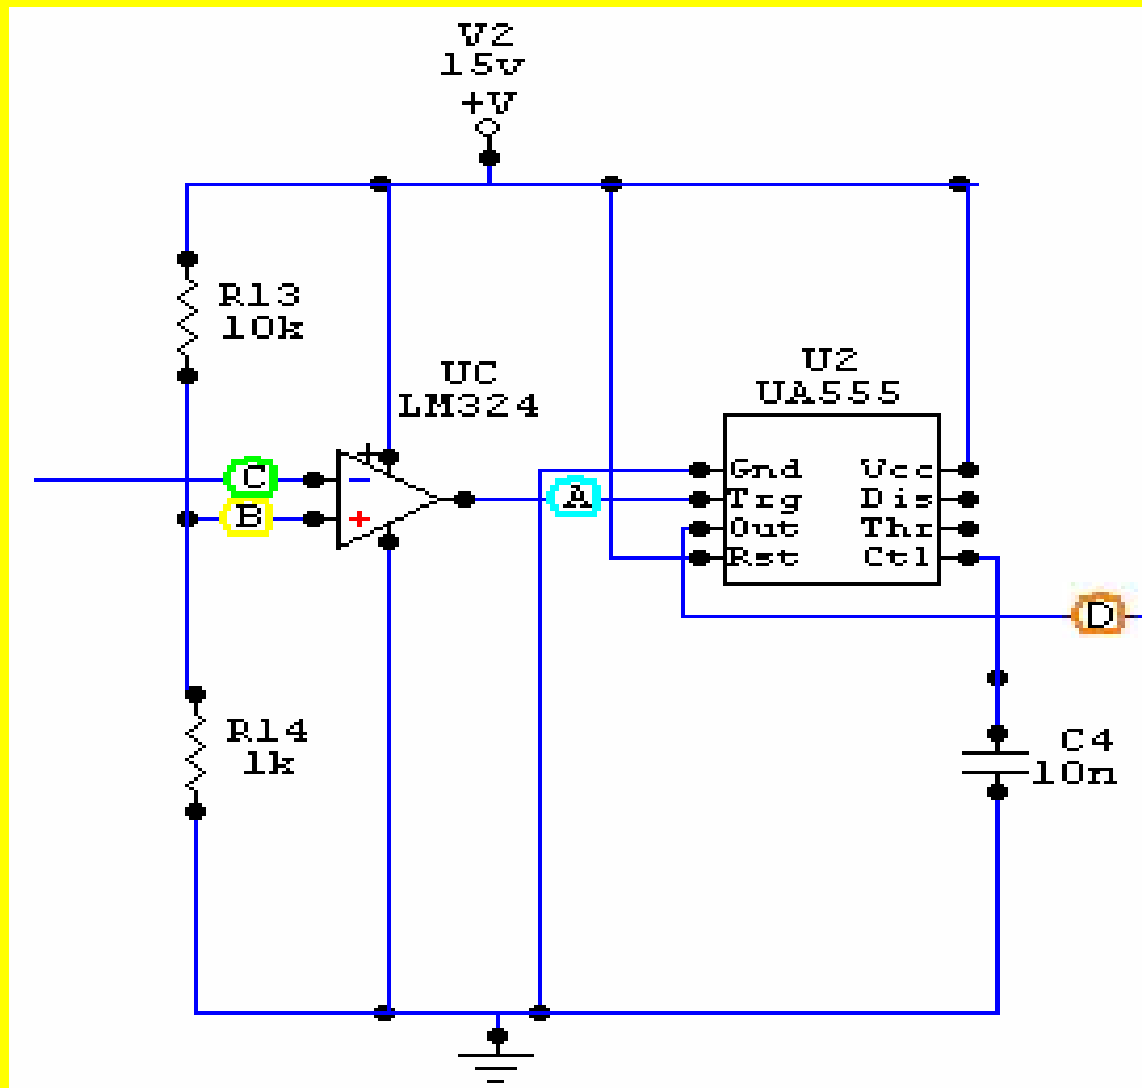 V2
15v
+V
R13
10k
UC
LM324
U2
UA555
C
B
A
+
-
+
Gnd
Trg
Out
Rst
Vcc
Dis
Thr
Ctl
D
R14
1k
C4
10n